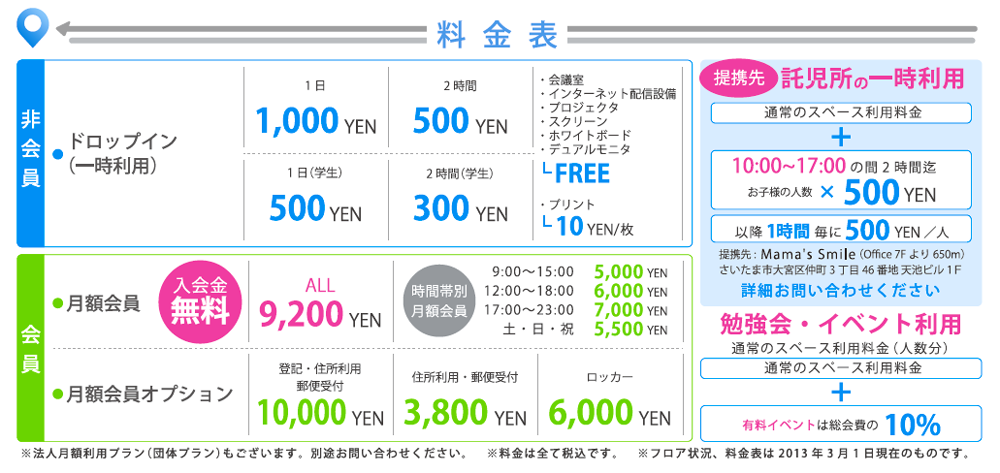 料金表
非会員
●ドロップイン
(一時利用)
1日
1,000 YEN
2時間
500 YEN
1日(学生)
500 YEN
2時間(学生)
300 YEN
・会議室
・インターネット配信設備
・プロジェクタ
・スクリーン
・ホワイトボード
・デュアルモニタ
└FREE
・プリント
└10 YEN/枚
会員
●月額会員
入会金
無料
ALL
9,200 YEN
時間帯別
月額会員
9:00〜15:00 5,000 YEN
12:00〜18:00 6,000 YEN
17:00〜23:00 7,000 YEN
土・日・祝 5,500 YEN
●月額会員オプション
登記・住所利用
郵便受付
10,000 YEN
住所利用・郵便受付
3,800 YEN
ロッカー
6,000 YEN
提携先 託児所の一時利用
通常のスペース利用料金
+
10:00〜17:00 の間2時間迄
お子様の人数 × 500 YEN
以降1時間毎に500 YEN/人
提携先:Mama's Smile(Office 7Fより650m)
さいたま市大宮区仲町3丁目46番地天池ビル1F
詳細お問い合わせください
勉強会・イベント利用
通常のスペース利用料金(人数分)
通常のスペース利用料金
+
有料イベントは総会費の 10%
※法人月額利用プラン(団体プラン)もございます。別途お問い合わせください。 ※料金は全て税込です。 ※フロア状況、料金表は2013年3月1日現在のものです。